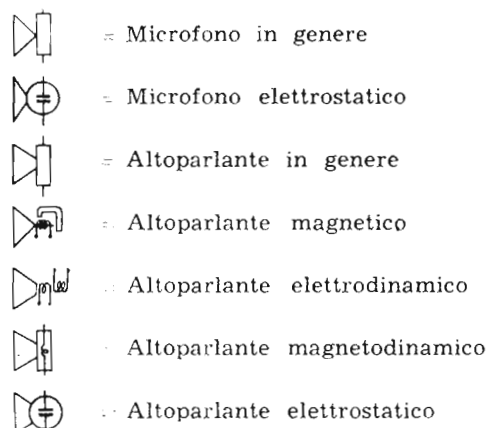 = Microfono in genere
= Microfono elettrostatico
= Altoparlante in genere
= Altoparlante magnetico
= Altoparlante elettrodinamico
Altoparlante magnetodinamico
= Altoparlante elettrostatico